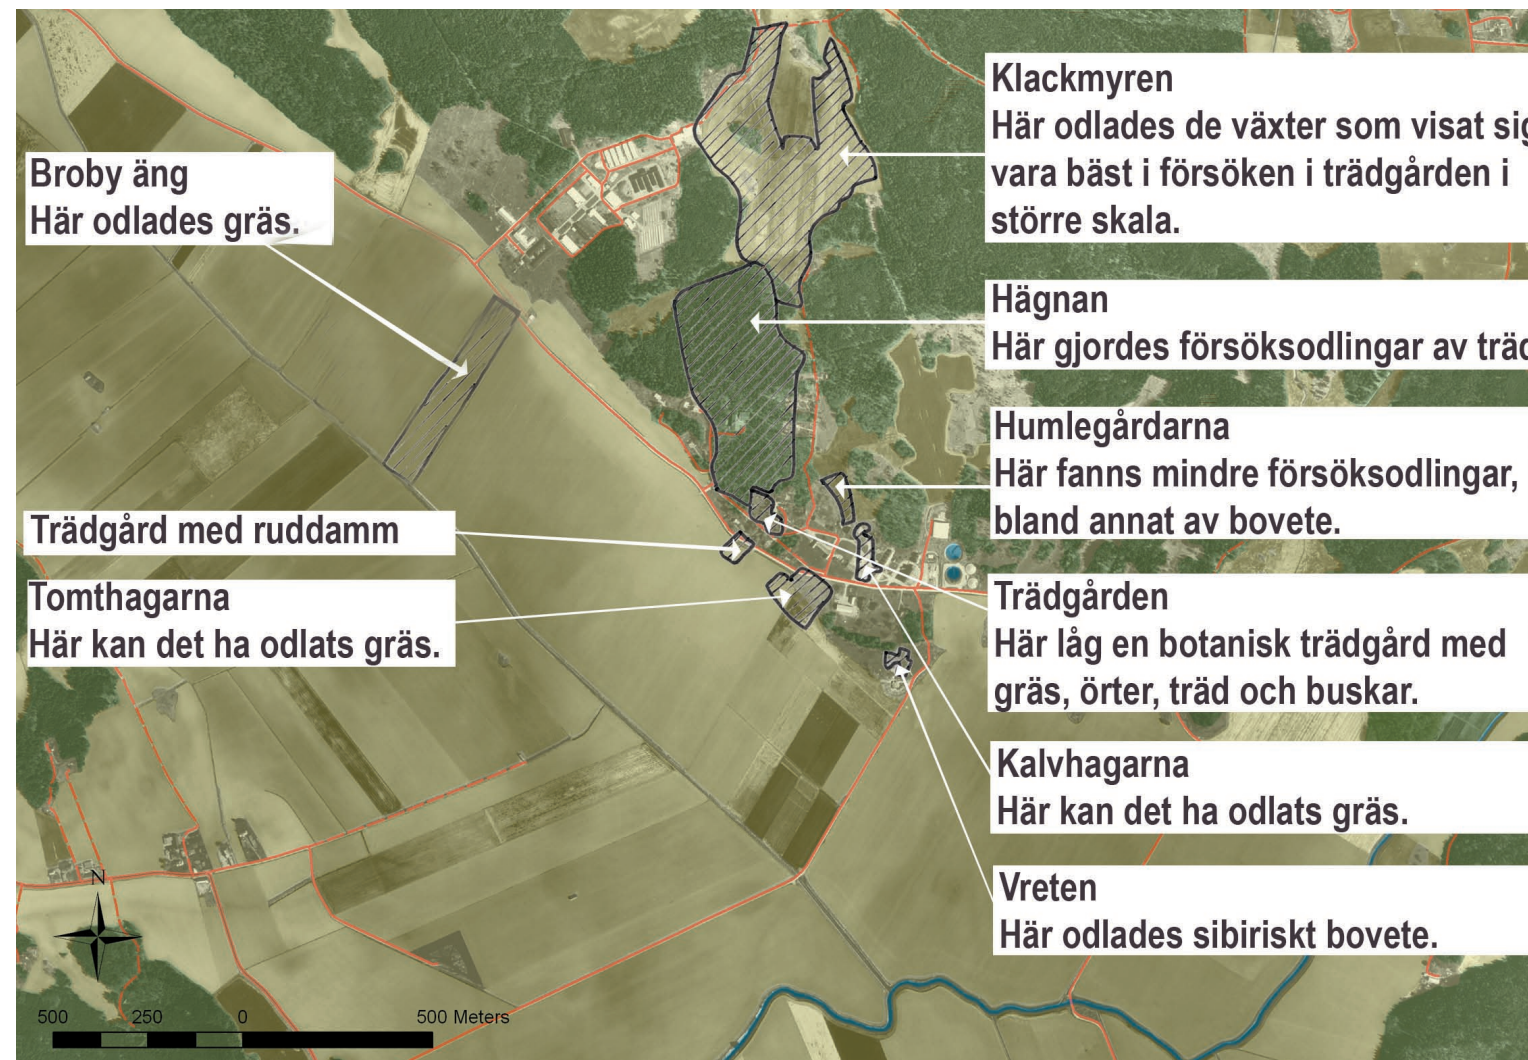 Klackmyren
Här odlades de växter som visat sig
vara bäst i försöken i trädgården i
större skala.
Broby äng
Här odlades gräs.
Hägnan
Här gjordes försöksodlingar av träd
Humlegårdarna
Här fanns mindre försöksodlingar,
bland annat av bovete.
Trädgård med ruddamm
Tomthagarna
Här kan det ha odlats gräs.
Trädgården
Här låg en botanisk trädgård med
gräs, örter, träd och buskar.
Kalvhagarna
Här kan det ha odlats gräs.
Vreten
Här odlades sibiriskt bovete.
N
500 250 0 500 Meters